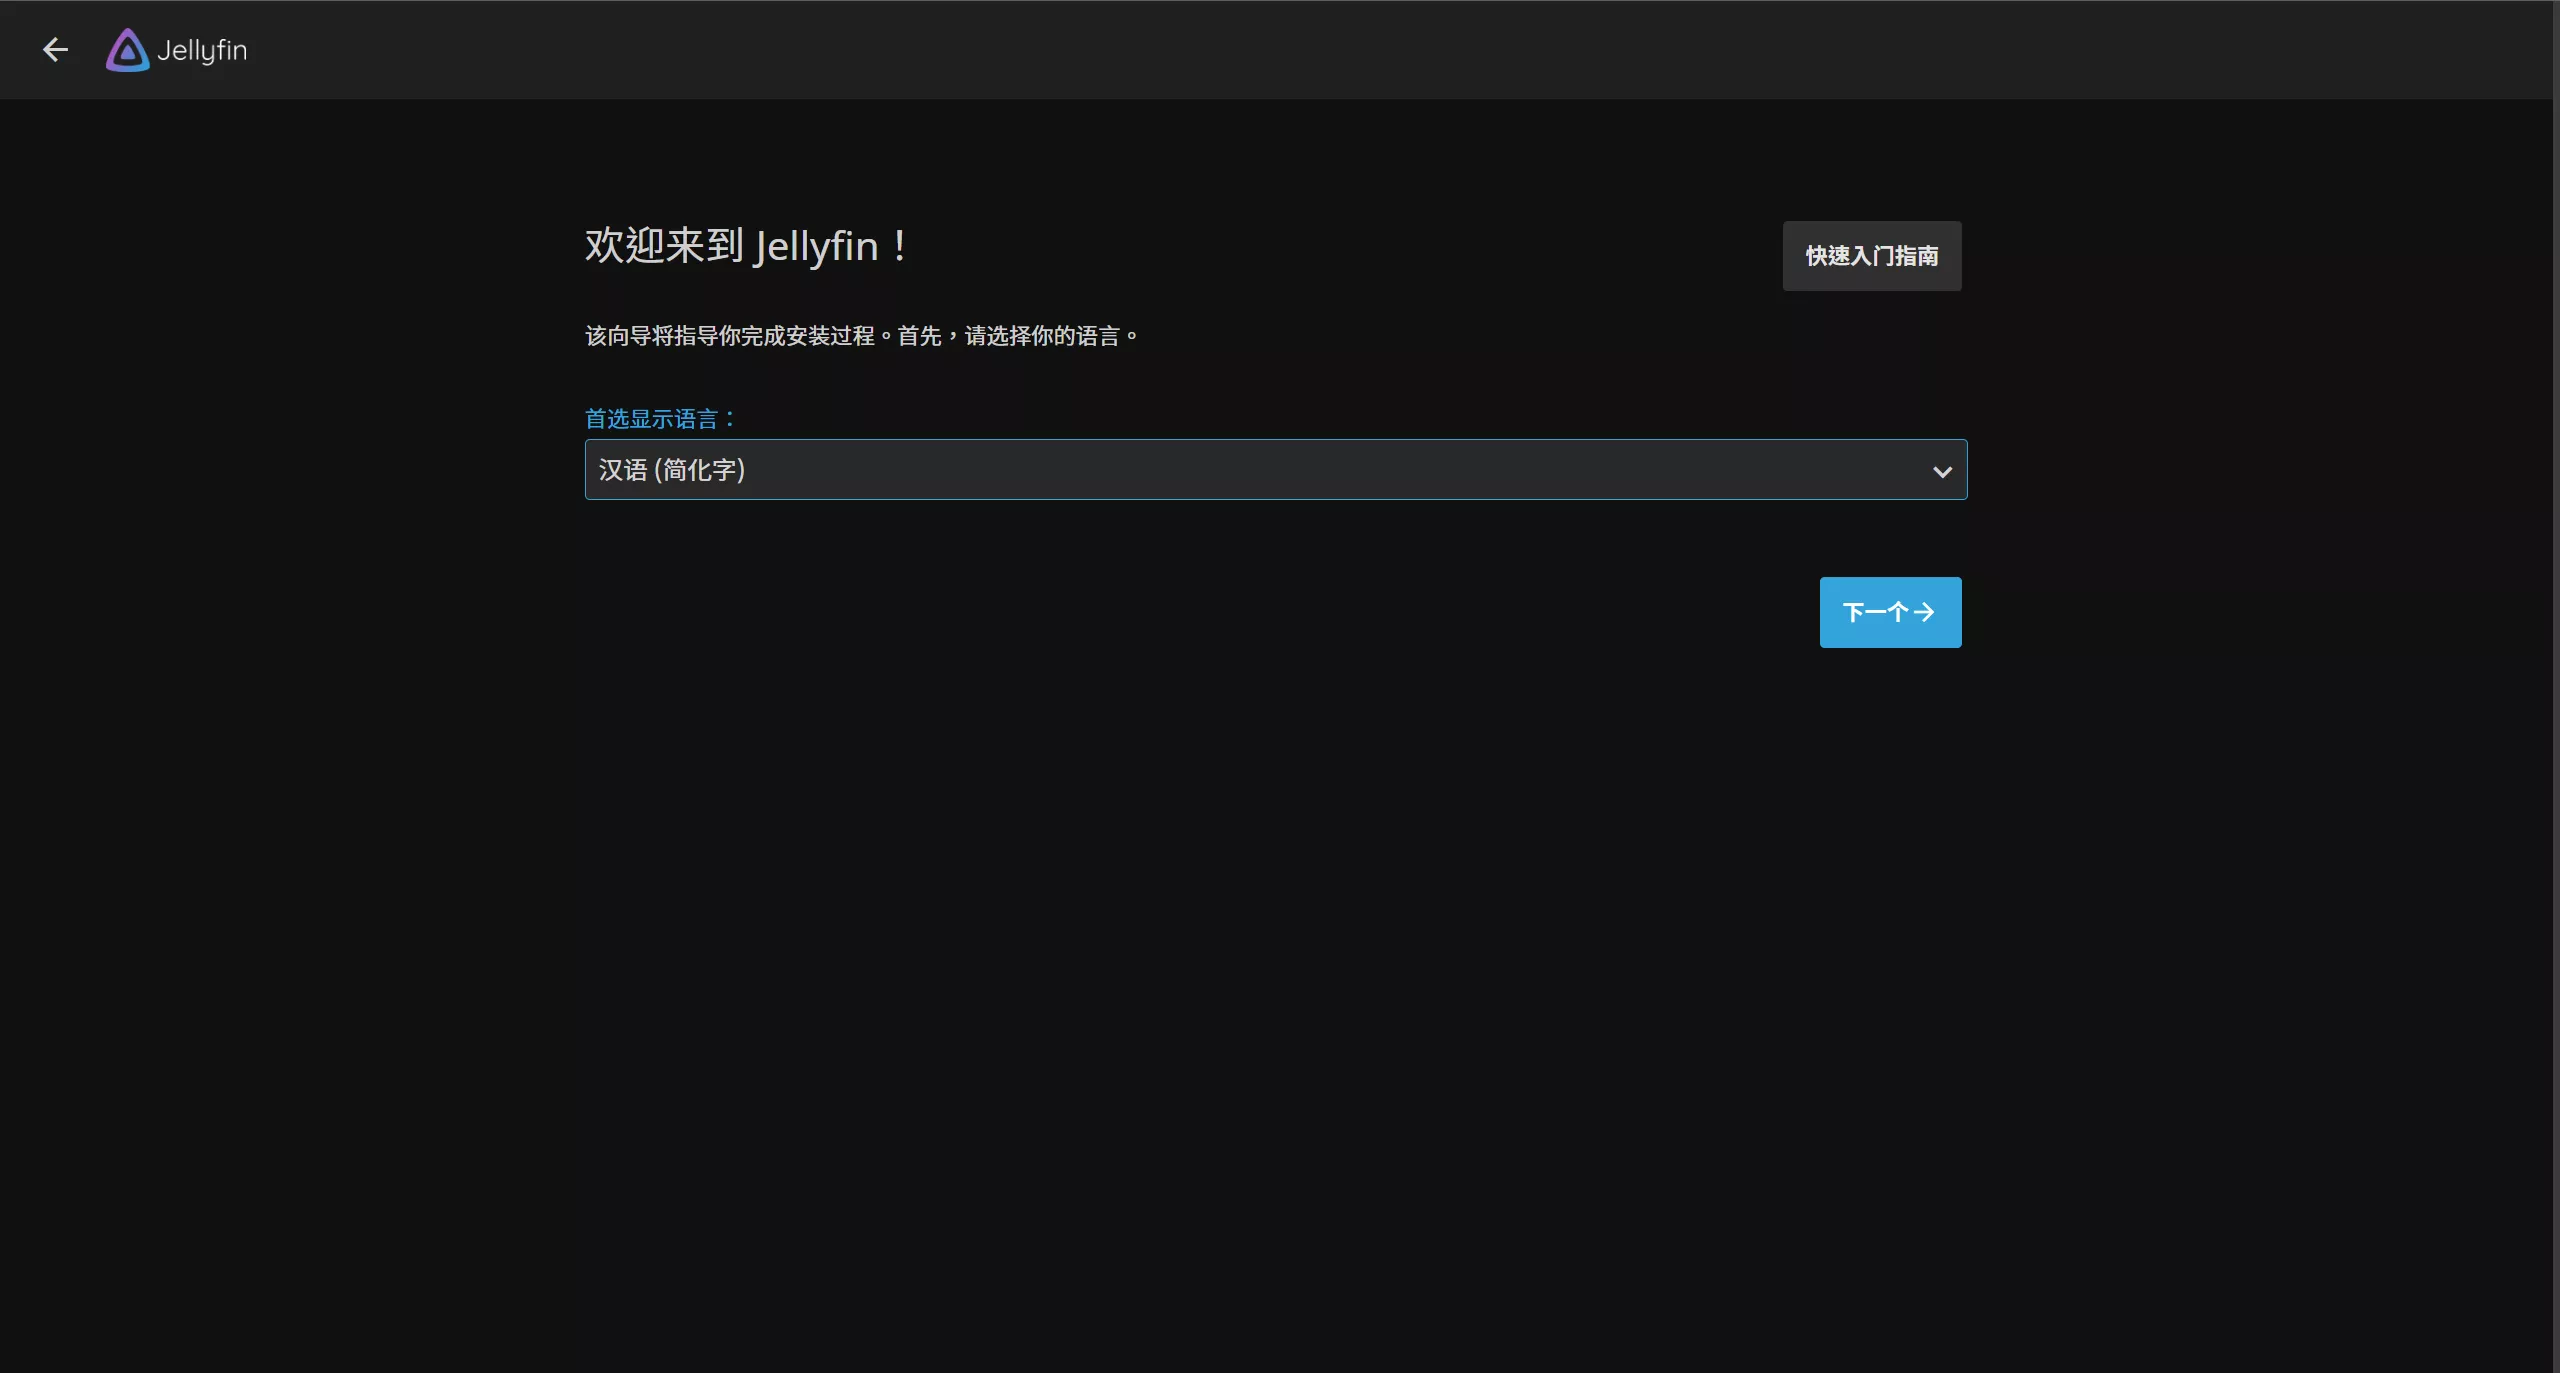 Jellyfin
欢迎来到 Jellyfin！
快速入门指南
该向导将指导你完成安装过程。首先，请选择你的语言。
首选显示语言：
汉语 (简化字)
下一个